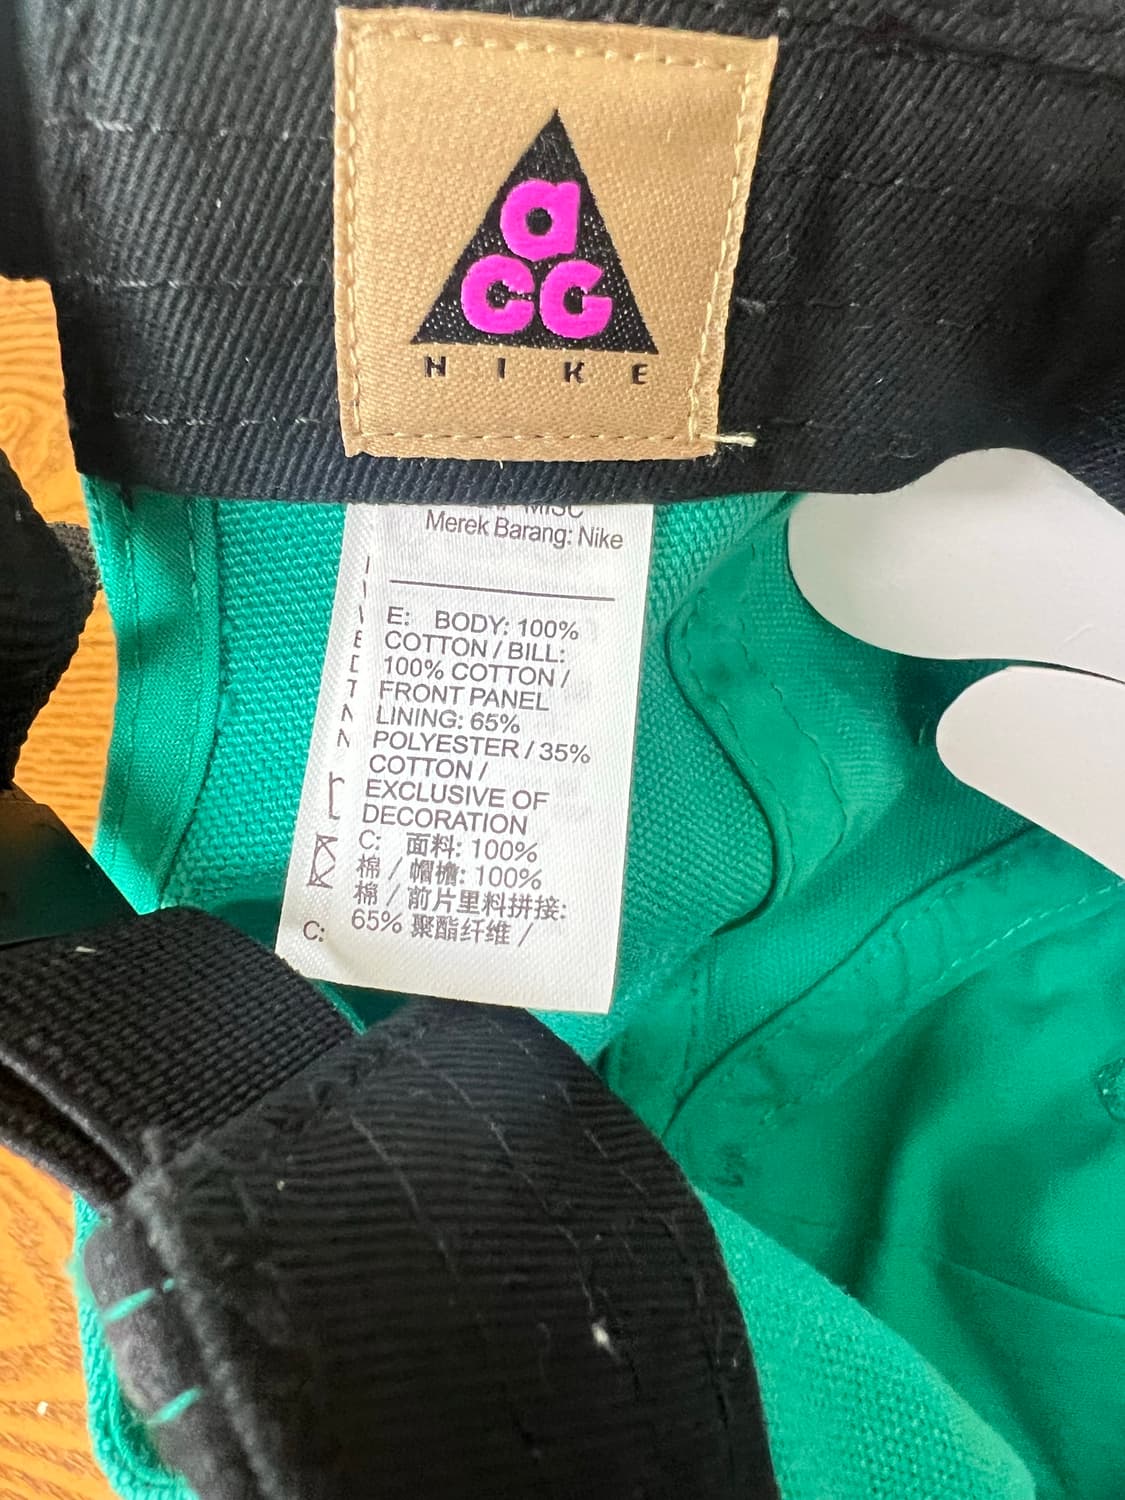 a
CG
NIKE
MISC
Merek Barang: Nike
E: BODY: 100%
COTTON / BILL:
100% COTTON /
FRONT PANEL
LINING: 65%
POLYESTER / 35%
COTTON /
EXCLUSIVE OF
DECORATION
C: 面料: 100%
棉 / 帽檐: 100%
棉 / 前片里料拼接:
65% 聚酯纤维 /
C: